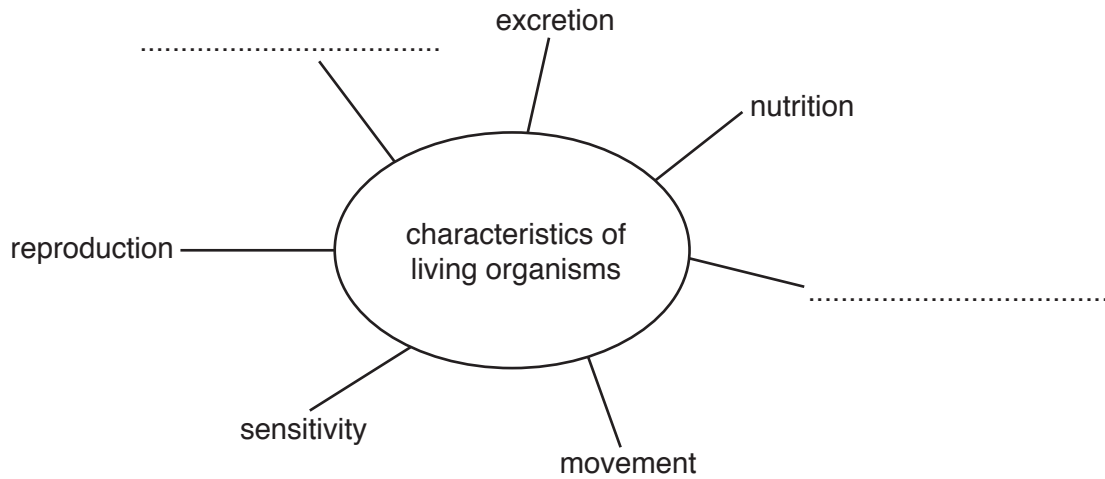 excretion
....................................
nutrition
characteristics of
living organisms
reproduction
....................................
sensitivity
movement